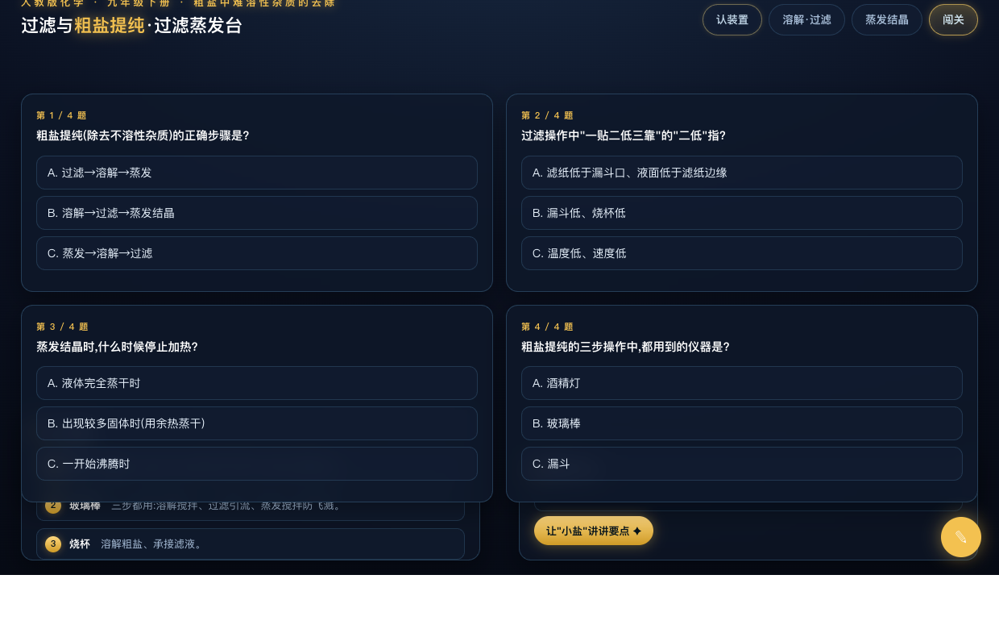 人教版化学 · 九年级下册 · 粗盐中难溶性杂质的去除
过滤与粗盐提纯·过滤蒸发台
认装置
溶解·过滤
蒸发结晶
闯关
第 1 / 4 题
粗盐提纯(除去不溶性杂质)的正确步骤是?
A. 过滤→溶解→蒸发
B. 溶解→过滤→蒸发结晶
C. 蒸发→溶解→过滤
第 2 / 4 题
过滤操作中"一贴二低三靠"的"二低"指?
A. 滤纸低于漏斗口、液面低于滤纸边缘
B. 漏斗低、烧杯低
C. 温度低、速度低
第 3 / 4 题
蒸发结晶时,什么时候停止加热?
A. 液体完全蒸干时
B. 出现较多固体时(用余热蒸干)
C. 一开始沸腾时
第 4 / 4 题
粗盐提纯的三步操作中,都用到的仪器是?
A. 酒精灯
B. 玻璃棒
C. 漏斗
2 玻璃棒 三步都用:溶解搅拌、过滤引流、蒸发搅拌防飞溅。
3 烧杯 溶解粗盐、承接滤液。
让"小盐"讲讲要点 ✦